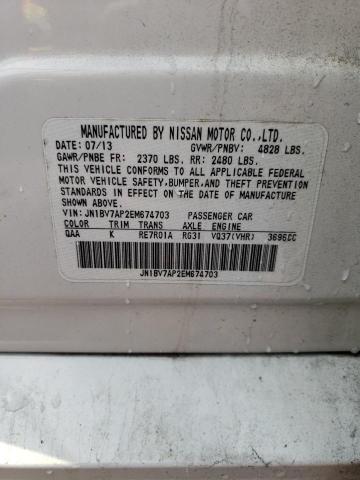 MANUFACTURED BY NISSAN MOTOR CO.,LTD.
DATE: 07/13 GVWR/PNBV: 4828 LBS.
GAWR/PNBE FR: 2370 LBS. RR: 2480 LBS.
THIS VEHICLE CONFORMS TO ALL APPLICABLE FEDERAL
MOTOR VEHICLE SAFETY,BUMPER,AND THEFT PREVENTION
STANDARDS IN EFFECT ON THE DATE OF MANUFACTURE
SHOWN ABOVE.
VIN: JN1BV7AP2EM674703 PASSENGER CAR
COLOR TRIM TRANS AXLE ENGINE
QAA K RE7R01A RG31 VQ37(VHR) 3696CC
JN1BV7AP2EM674703